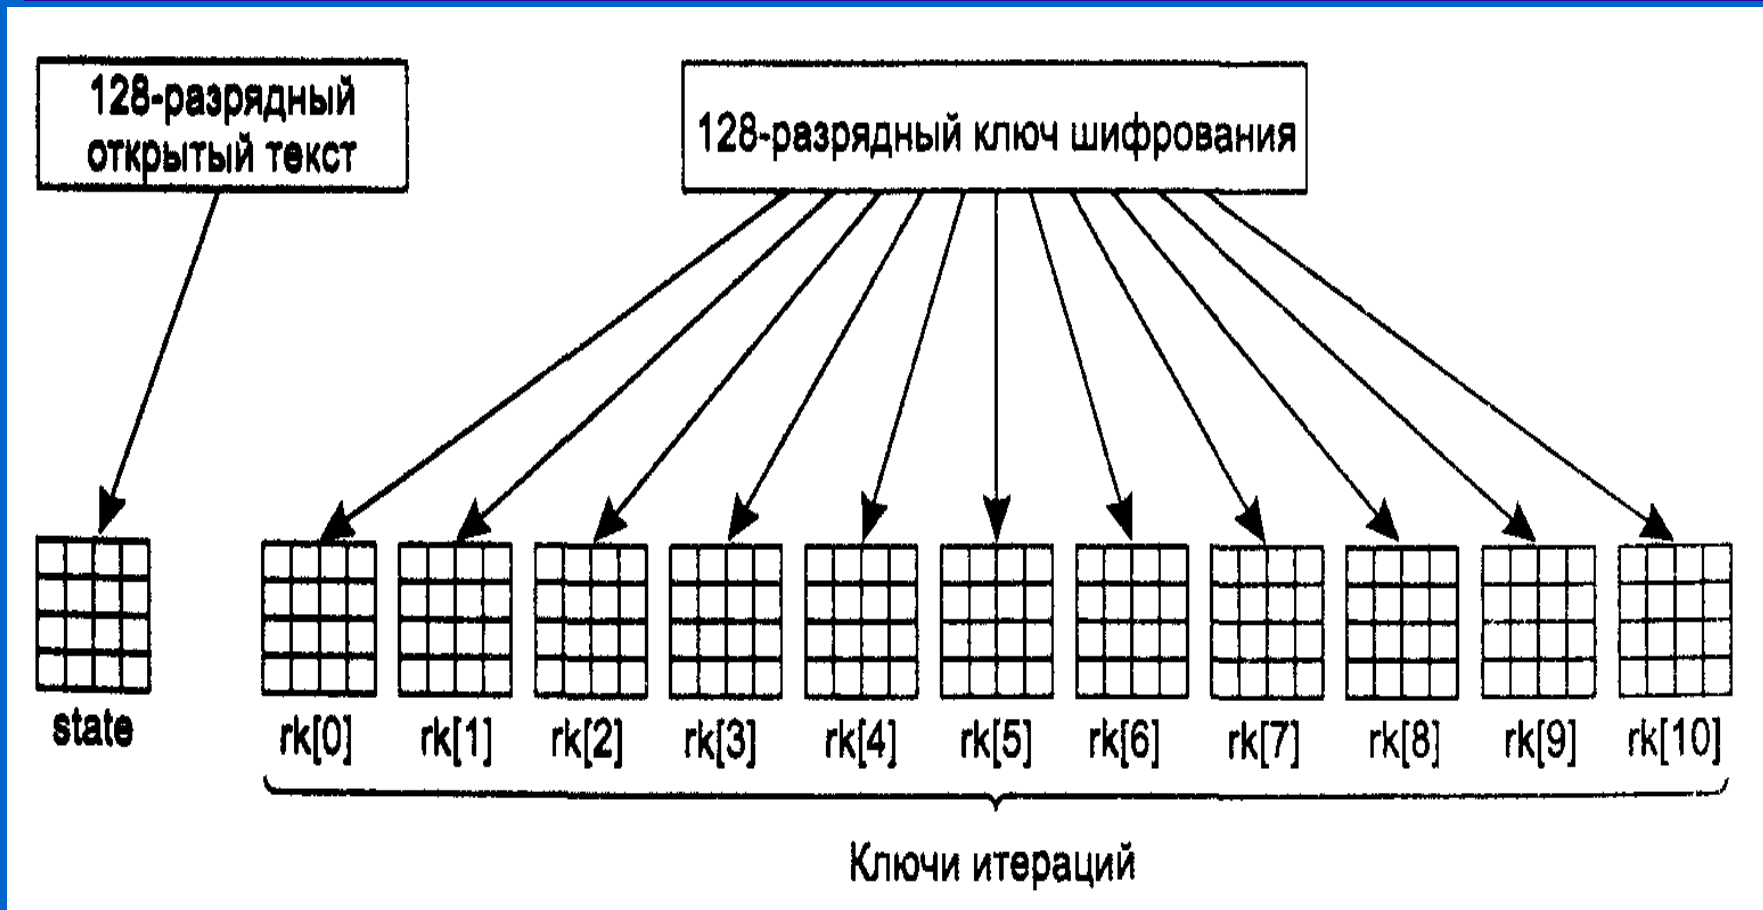 128-разрядный
открытый текст
128-разрядный ключ шифрования
state
rk[0] rk[1] rk[2] rk[3] rk[4] rk[5] rk[6] rk[7] rk[8] rk[9] rk[10]
Ключи итераций